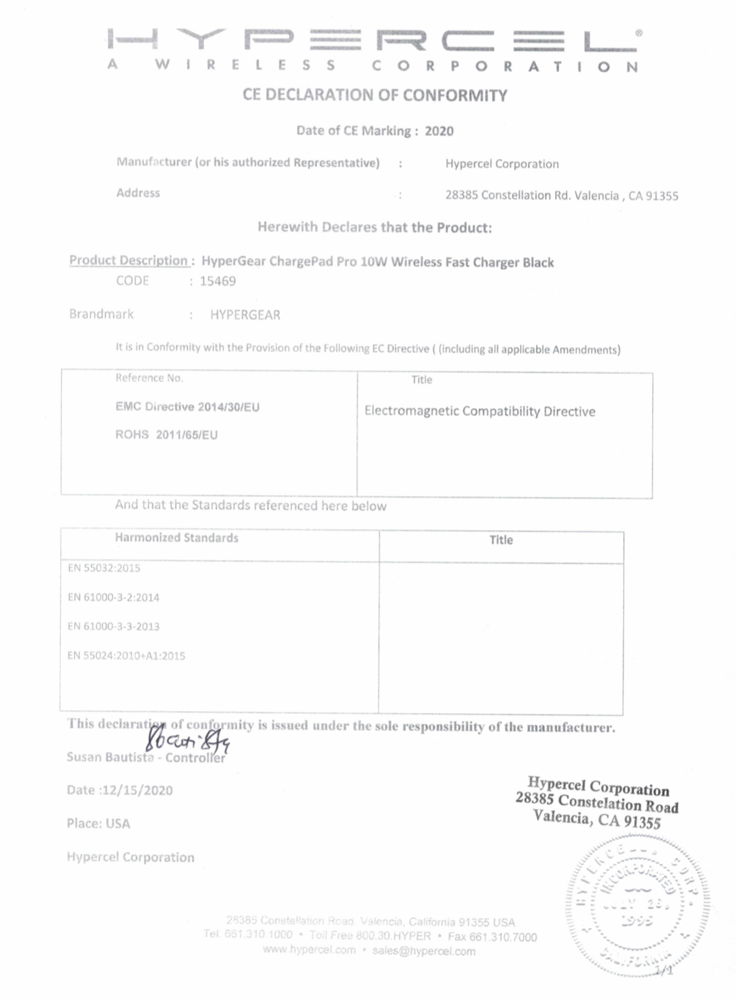 HYPERCEL®
A WIRELESS CORPORATION
CE DECLARATION OF CONFORMITY
Date of CE Marking : 2020
Manufacturer (or his authorized Representative) : Hypercel Corporation
Address : 28385 Constellation Rd. Valencia , CA 91355
Herewith Declares that the Product:
Product Description : HyperGear ChargePad Pro 10W Wireless Fast Charger Black
CODE : 15469
Brandmark : HYPERGEAR
It is in Conformity with the Provision of the Following EC Directive ( (including all applicable Amendments)
Reference No. Title
EMC Directive 2014/30/EU Electromagnetic Compatibility Directive
ROHS 2011/65/EU
And that the Standards referenced here below
Harmonized Standards Title
EN 55032:2015
EN 61000-3-2:2014
EN 61000-3-3-2013
EN 55024:2010+A1:2015
This declaration of conformity is issued under the sole responsibility of the manufacturer.
Susan Bautista - Controller
Date :12/15/2020
Place: USA
Hypercel Corporation
Hypercel Corporation
28385 Constelation Road
Valencia, CA 91355
HYPERCELL, CORP.
INCORPORATED
1995
CALIFORNIA
28385 Constellation Road, Valencia, California 91355 USA
Tel. 661.310.1000 • Toll Free 800.30.HYPER • Fax 661.310.7000
www.hypercel.com • sales@hypercel.com
1/1